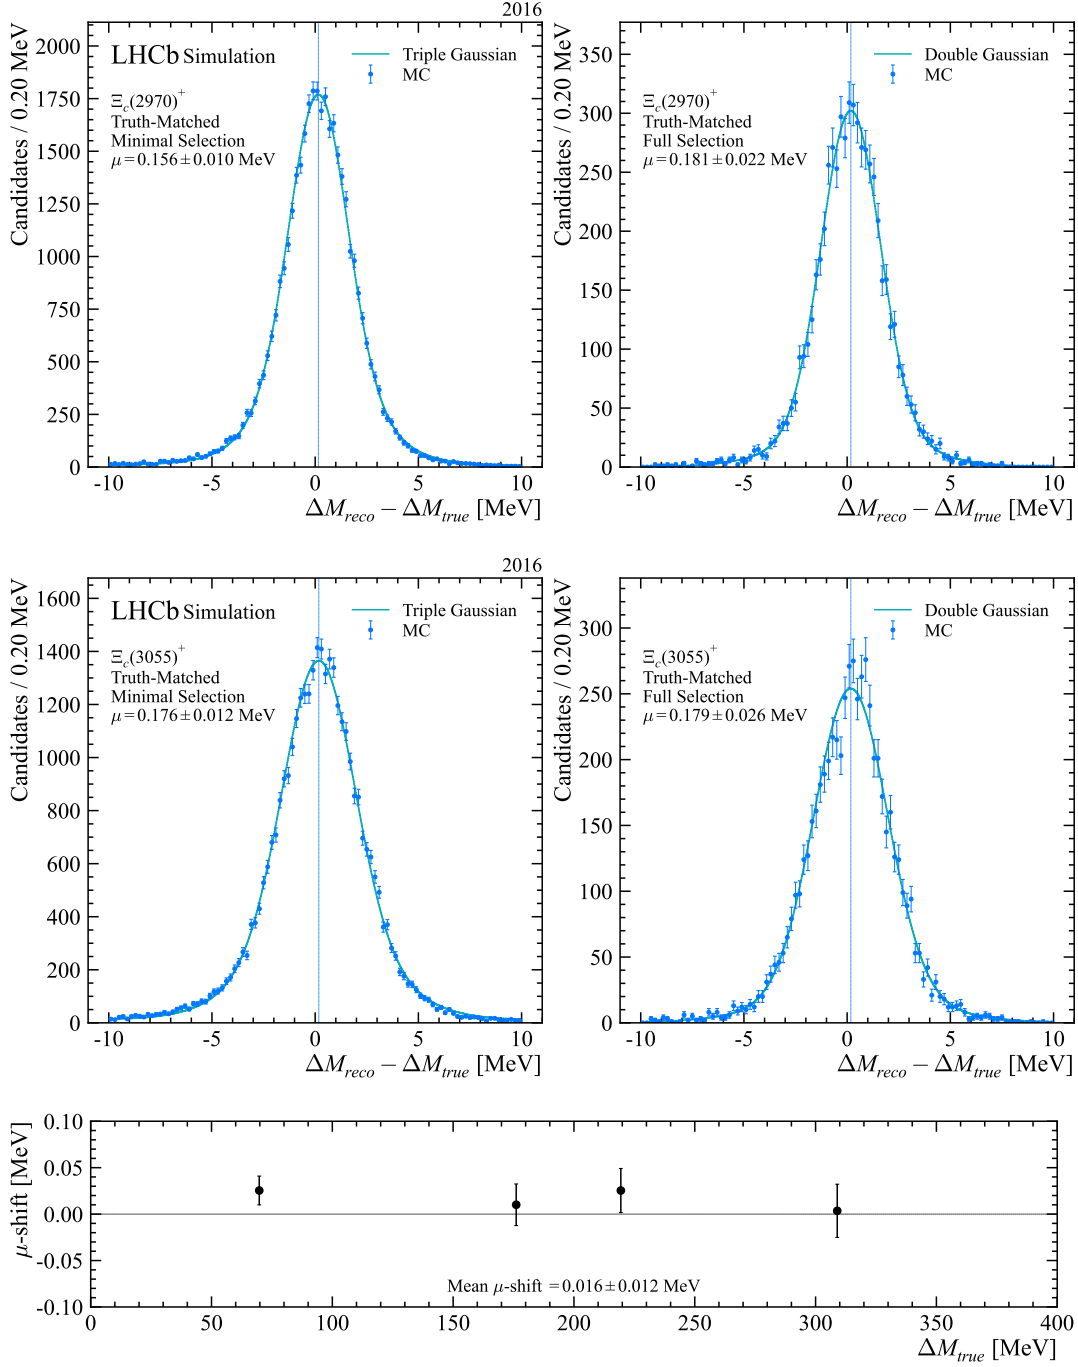 2016
LHCb Simulation
Triple Gaussian
MC
Ξc(2970)+
Truth-Matched
Minimal Selection
μ = 0.156 ± 0.010 MeV
Candidates / 0.20 MeV
2000
1750
1500
1250
1000
750
500
250
0
-10
-5
0
5
10
ΔMreco − ΔMtrue [MeV]
Double Gaussian
MC
Ξc(2970)+
Truth-Matched
Full Selection
μ = 0.181 ± 0.022 MeV
Candidates / 0.20 MeV
350
300
250
200
150
100
50
0
-10
-5
0
5
10
ΔMreco − ΔMtrue [MeV]
2016
LHCb Simulation
Triple Gaussian
MC
Ξc(3055)+
Truth-Matched
Minimal Selection
μ = 0.176 ± 0.012 MeV
Candidates / 0.20 MeV
1600
1400
1200
1000
800
600
400
200
0
-10
-5
0
5
10
ΔMreco − ΔMtrue [MeV]
Double Gaussian
MC
Ξc(3055)+
Truth-Matched
Full Selection
μ = 0.179 ± 0.026 MeV
Candidates / 0.20 MeV
300
250
200
150
100
50
0
-10
-5
0
5
10
ΔMreco − ΔMtrue [MeV]
μ-shift [MeV]
0.10
0.05
0.00
-0.05
-0.10
Mean μ-shift = 0.016 ± 0.012 MeV
0
50
100
150
200
250
300
350
400
ΔMtrue [MeV]